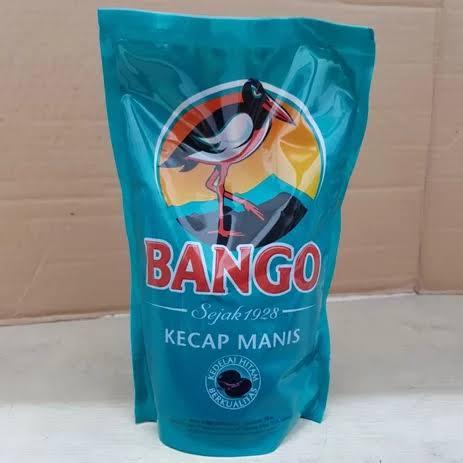 BANGO
Sejak 1928
KECAP MANIS
KEDELAI HITAM
BERKUALITAS